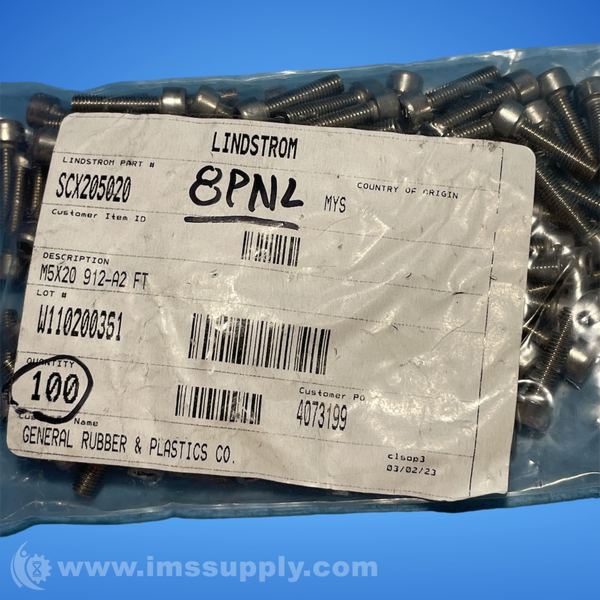 LINDSTROM
LINDSTROM PART #
SCX205020
8PNL
MYS
COUNTRY OF ORIGIN
Customer Item ID
DESCRIPTION
M5X20 912-A2 FT
LOT #
W110200361
QUANTITY
100
Customer PO
4073199
Name
GENERAL RUBBER & PLASTICS CO.
clsop3
03/02/23
www.imssupply.com